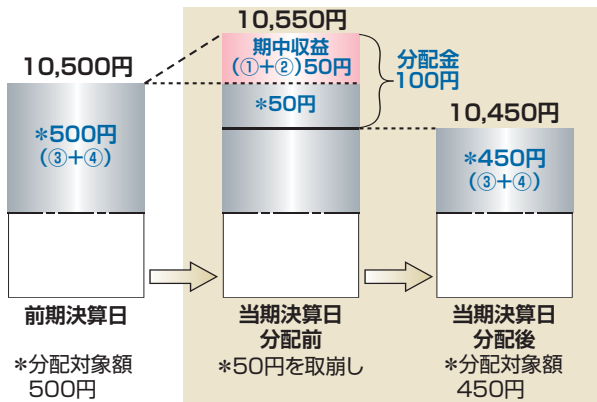 10,500円
*500円
(③+④)
前期決算日
*分配対象額
500円
10,550円
期中収益
(①+②)50円
*50円
分配金
100円
当期決算日
分配前
*50円を取崩し
10,450円
*450円
(③+④)
当期決算日
分配後
*分配対象額
450円